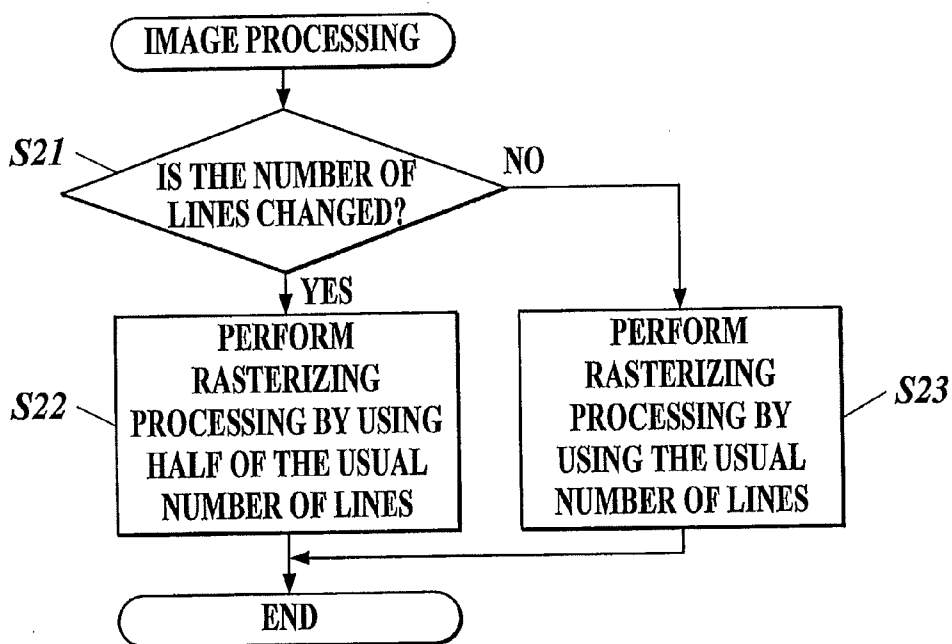 IMAGE PROCESSING
S21
IS THE NUMBER OF
LINES CHANGED?
NO
YES
S22
PERFORM
RASTERIZING
PROCESSING BY USING
HALF OF THE USUAL
NUMBER OF LINES
PERFORM
RASTERIZING
PROCESSING BY
USING THE USUAL
NUMBER OF LINES
S23
END